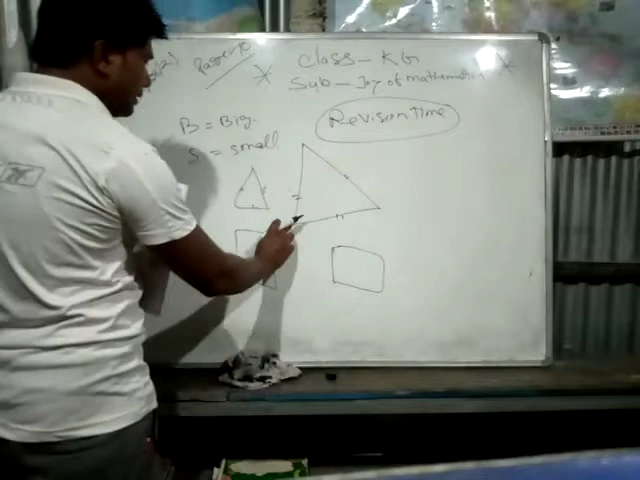 Class - KG
Sub - Joy of mathematics
Revision time
B = Big.
S = small